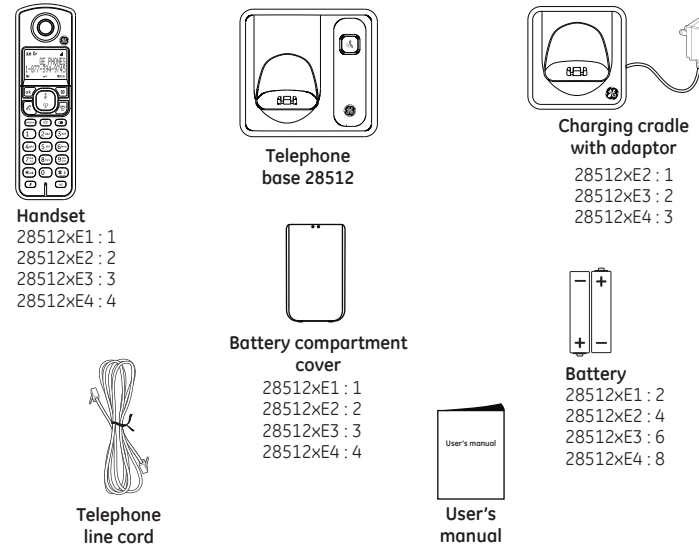 GE PHONES
1-877-394-9745
Telephone
base 28512
Charging cradle
with adaptor
28512xE2 : 1
28512xE3 : 2
28512xE4 : 3
Handset
28512xE1 : 1
28512xE2 : 2
28512xE3 : 3
28512xE4 : 4
Battery compartment
cover
28512xE1 : 1
28512xE2 : 2
28512xE3 : 3
28512xE4 : 4
− +
+ −
Battery
28512xE1 : 2
28512xE2 : 4
28512xE3 : 6
28512xE4 : 8
User's manual
Telephone
line cord
User's
manual